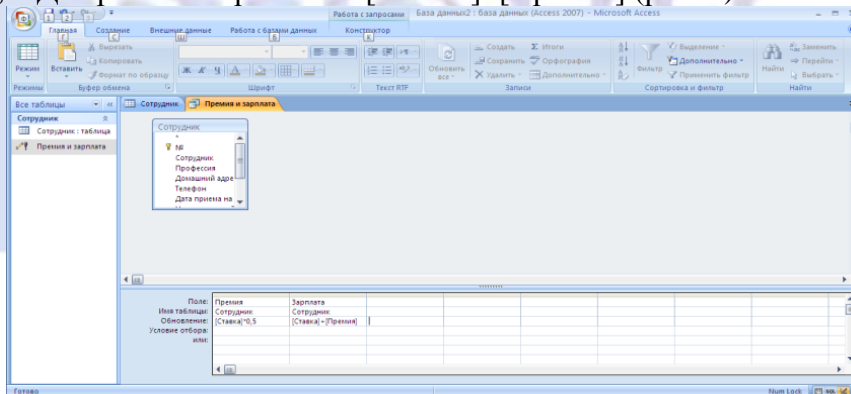 Работа с запросами
База данных2 : база данных (Access 2007) - Microsoft Access
Главная
Создание
Внешние данные
Работа с базами данных
Конструктор
Режим
Режимы
Вставить
Вырезать
Копировать
Формат по образцу
Буфер обмена
Шрифт
Текст RTF
Обновить все
Создать
Сохранить
Удалить
Итоги
Орфография
Дополнительно
Записи
Фильтр
Выделение
Дополнительно
Применить фильтр
Сортировка и фильтр
Найти
Заменить
Перейти
Выбрать
Найти
Все таблицы
Сотрудник
Сотрудник : таблица
Премия и зарплата
Сотрудник
Премия и зарплата
Сотрудник
№
Сотрудник
Профессия
Домашний адре
Телефон
Дата приема на
Поле: Премия Зарплата
Имя таблицы: Сотрудник Сотрудник
Обновление: [Ставка]*0,5 [Ставка]+[Премия]
Условие отбора:
или:
Готово
Num Lock
SQL